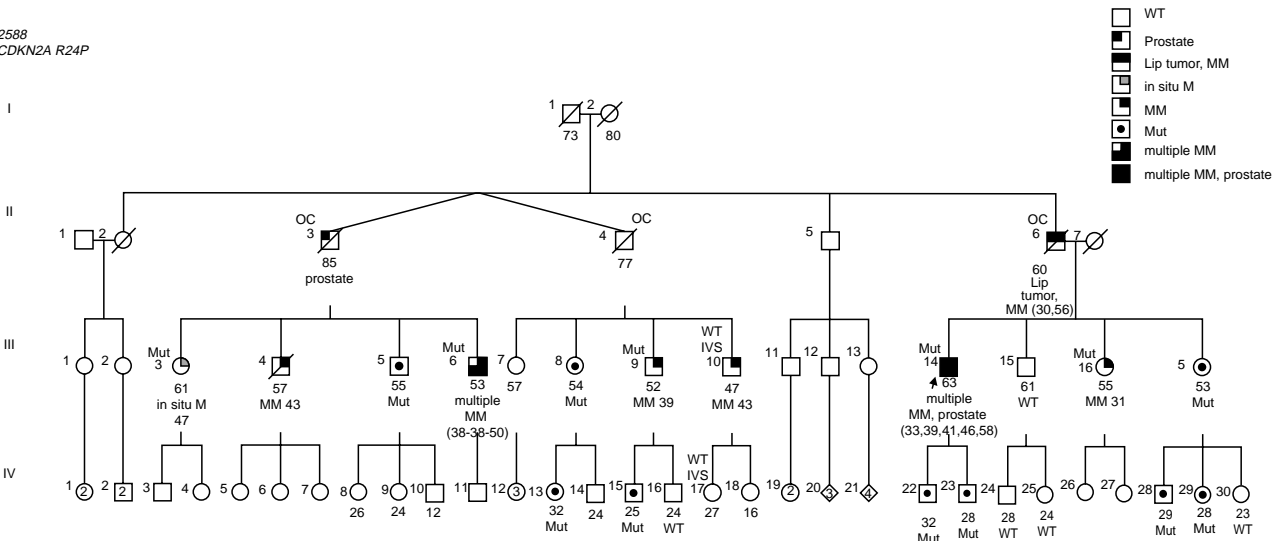 2588
CDKN2A R24P
WT
Prostate
Lip tumor, MM
in situ M
MM
Mut
multiple MM
multiple MM, prostate
I
1 2
73 80
II
OC OC OC
1 2 3 4 5 6 7
85 77 60
prostate Lip
tumor,
MM (30,56)
III
WT
IVS
Mut Mut Mut Mut Mut
1 2 3 4 5 6 7 8 9 10 11 12 13 14 15 16 5
61 57 55 53 57 54 52 47 63 61 55 53
in situ M MM 43 Mut multiple Mut MM 39 MM 43 multiple WT MM 31 Mut
47 MM MM, prostate
(38-38-50) (33,39,41,46,58)
IV
WT
IVS
1 2 2 2 3 4 5 6 7 8 9 10 11 12 3 13 14 15 16 17 18 19 2 20 3 21 4 22 23 24 25 26 27 28 29 30
26 24 12 32 24 25 24 27 16 32 28 28 24 29 28 23
Mut Mut WT Mut Mut WT WT Mut Mut WT